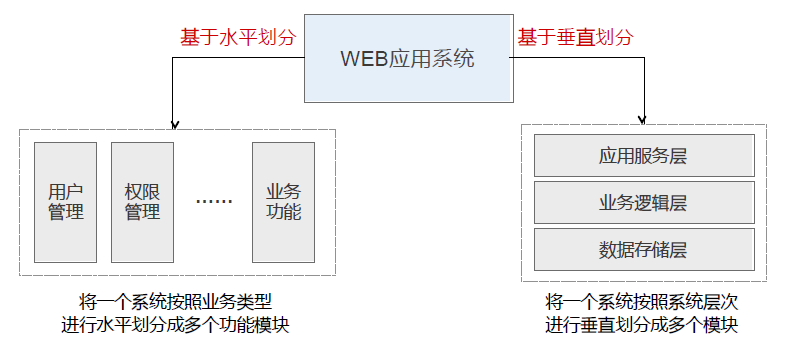 基于水平划分
WEB应用系统
基于垂直划分
用户
管理
权限
管理
……
业务
功能
应用服务层
业务逻辑层
数据存储层
将一个系统按照业务类型
进行水平划分成多个功能模块
将一个系统按照系统层次
进行垂直划分成多个模块